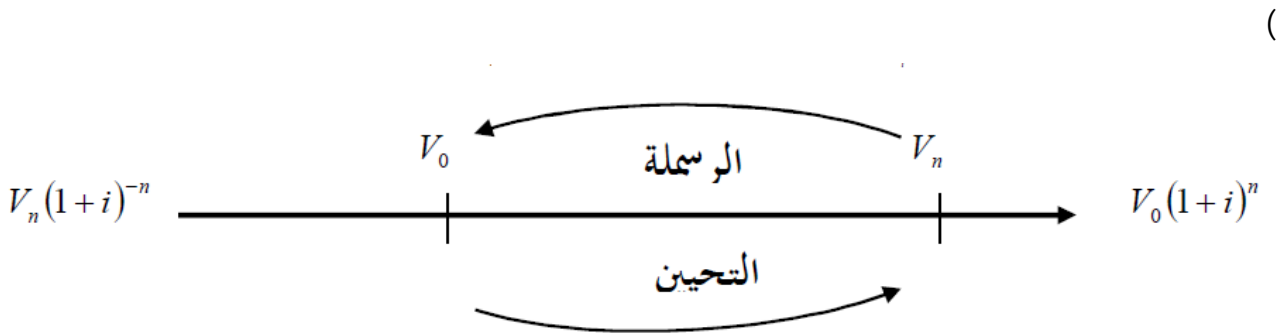 (
V_0 الرسملة V_n
V_n(1+i)^{-n} V_0(1+i)^n
التحيين